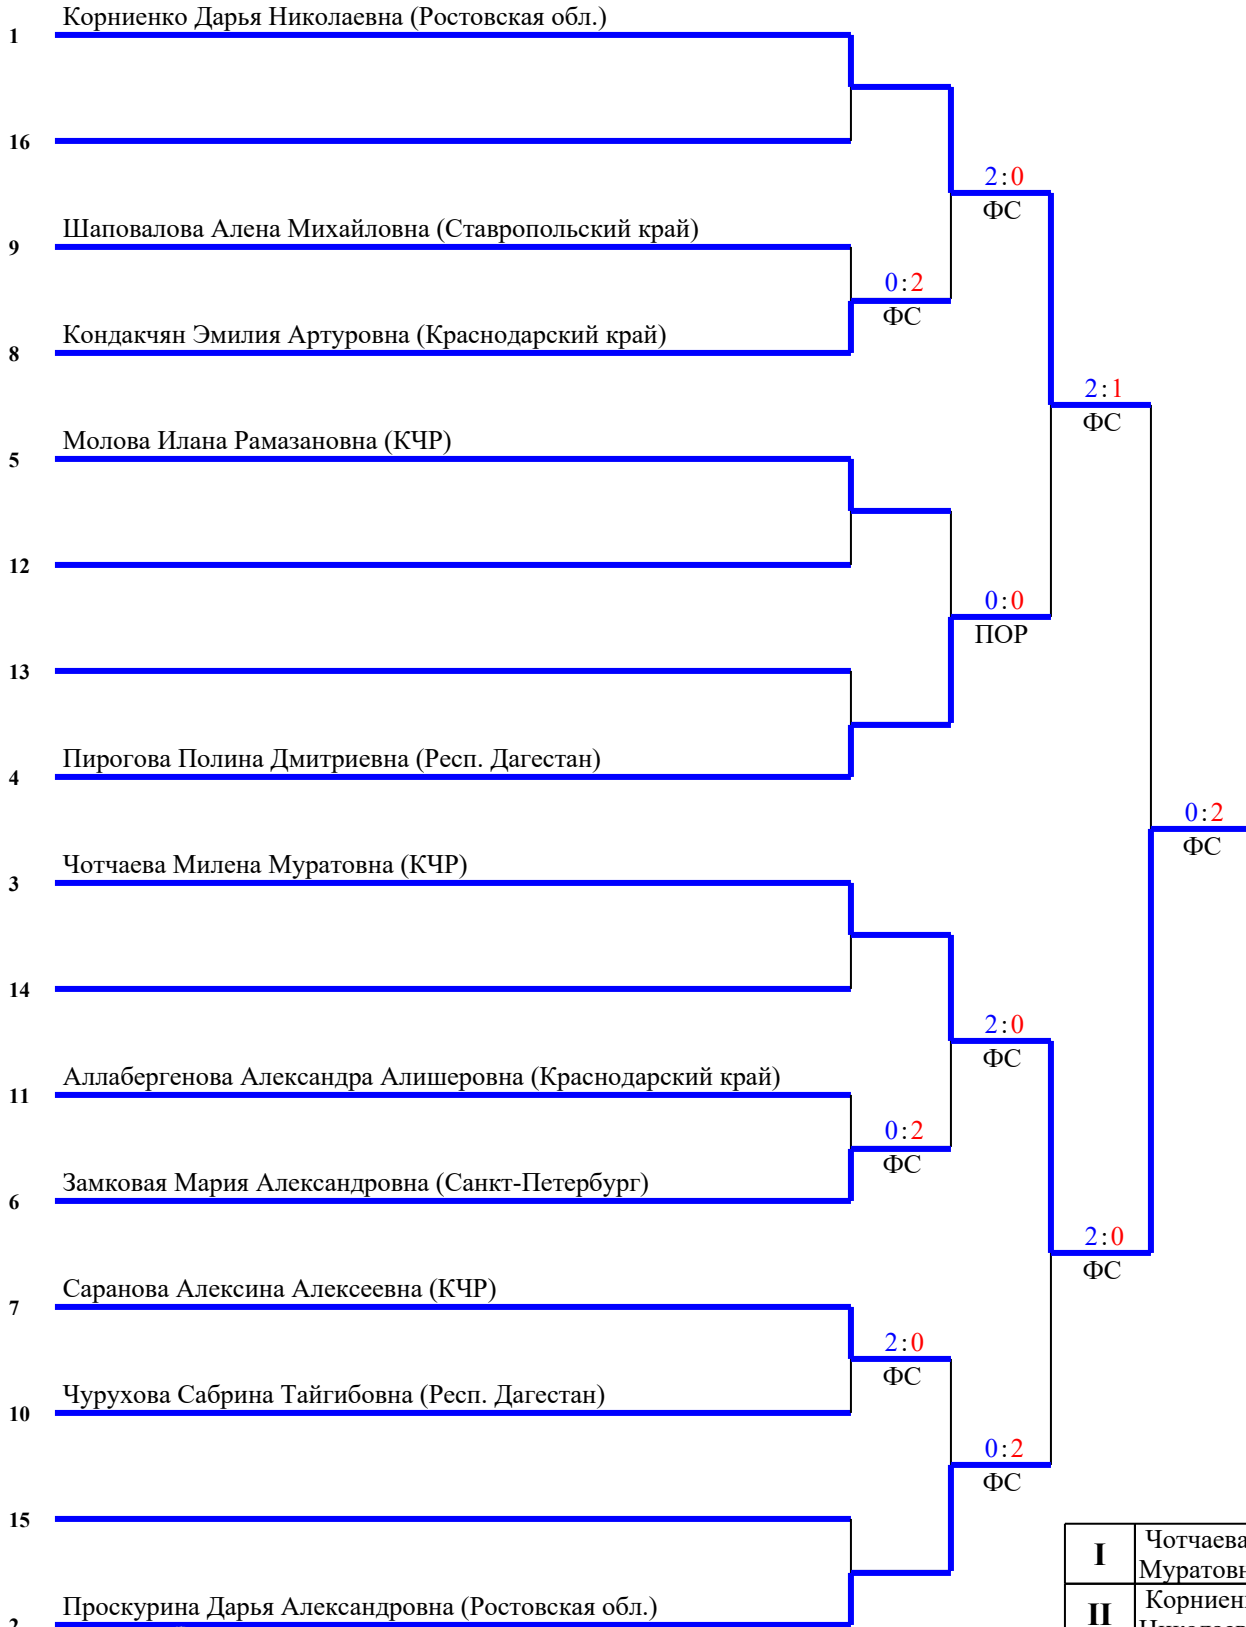 Корниенко Дарья Николаевна (Ростовская обл.)
1
16
2:0
ФС
Шаповалова Алена Михайловна (Ставропольский край)
9
0:2
ФС
Кондакчян Эмилия Артуровна (Краснодарский край)
8
2:1
ФС
Молова Илана Рамазановна (КЧР)
5
12
0:0
ПОР
13
Пирогова Полина Дмитриевна (Респ. Дагестан)
4
0:2
ФС
Чотчаева Милена Муратовна (КЧР)
3
14
2:0
ФС
Аллабергенова Александра Алишеровна (Краснодарский край)
11
0:2
ФС
Замковая Мария Александровна (Санкт-Петербург)
6
2:0
ФС
Саранова Алексина Алексеевна (КЧР)
7
2:0
ФС
Чурухова Сабрина Тайгибовна (Респ. Дагестан)
10
0:2
ФС
15
I
Чотчаева
Муратовн
Проскурина Дарья Александровна (Ростовская обл.)
2
II
Корниен